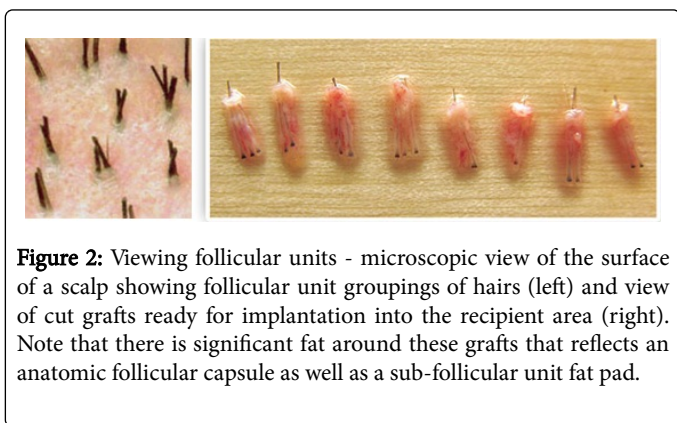 Figure 2: Viewing follicular units - microscopic view of the surface
of a scalp showing follicular unit groupings of hairs (left) and view
of cut grafts ready for implantation into the recipient area (right).
Note that there is significant fat around these grafts that reflects an
anatomic follicular capsule as well as a sub-follicular unit fat pad.